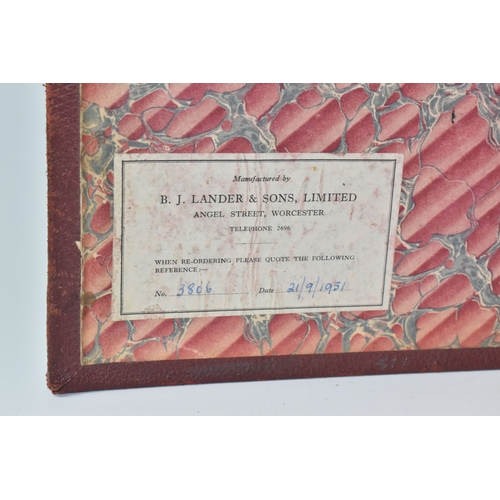 Manufactured by
B. J. LANDER & SONS, LIMITED
ANGEL STREET, WORCESTER
TELEPHONE 2696
WHEN RE-ORDERING PLEASE QUOTE THE FOLLOWING
REFERENCE:—
No. 3806 Date 21/9/1951